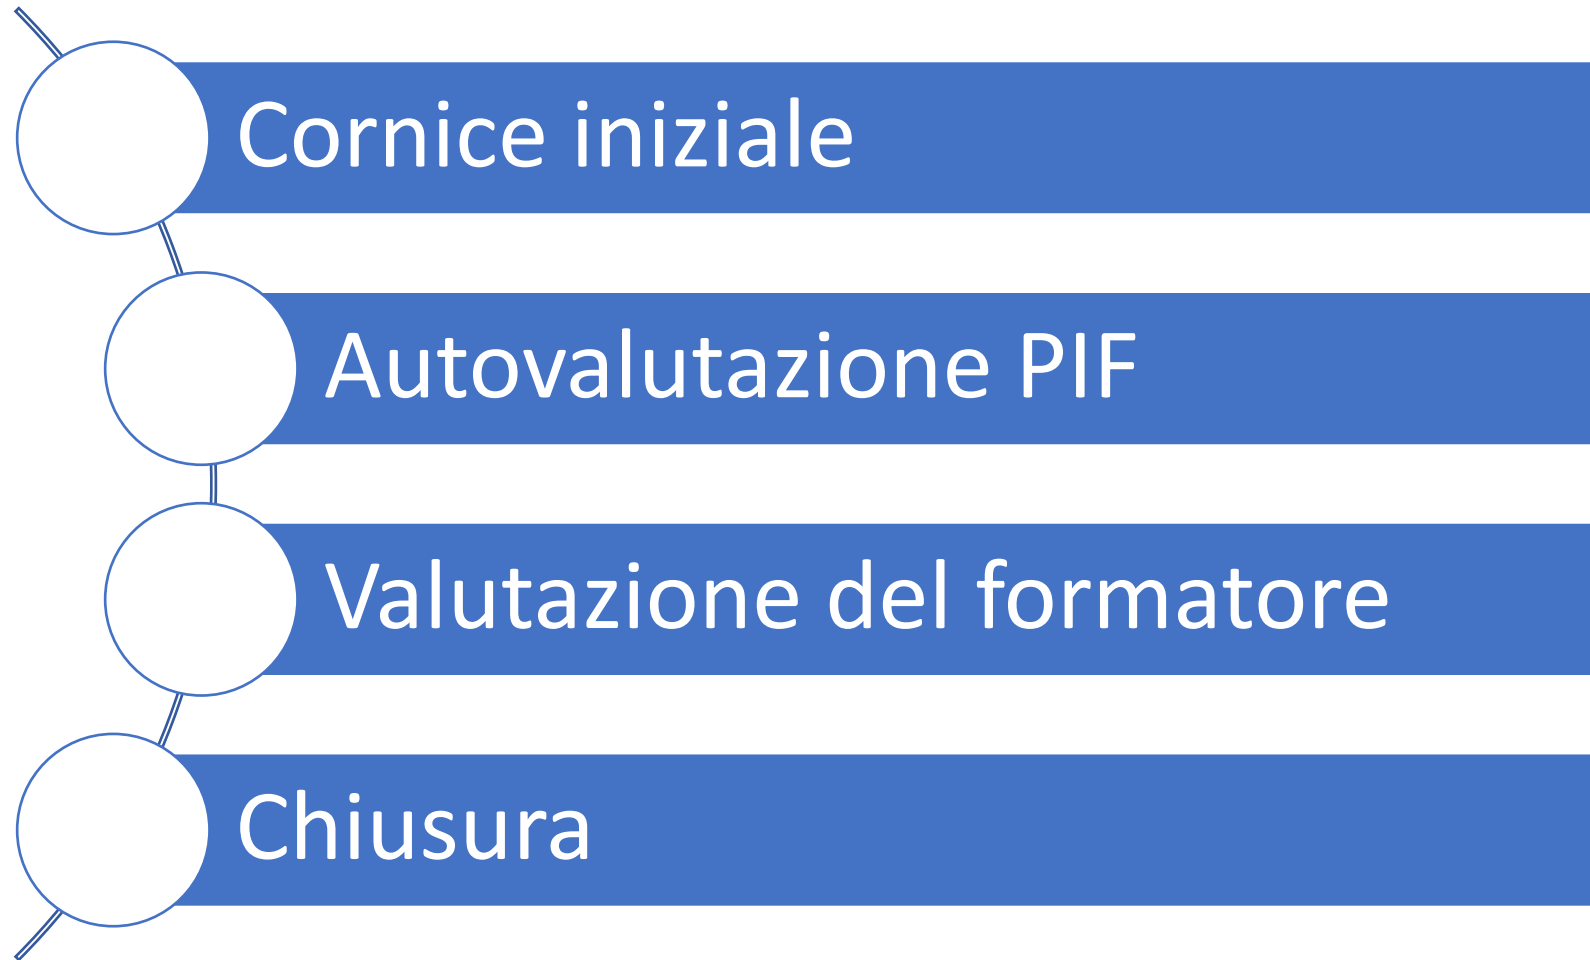 Cornice iniziale
Autovalutazione PIF
Valutazione del formatore
Chiusura